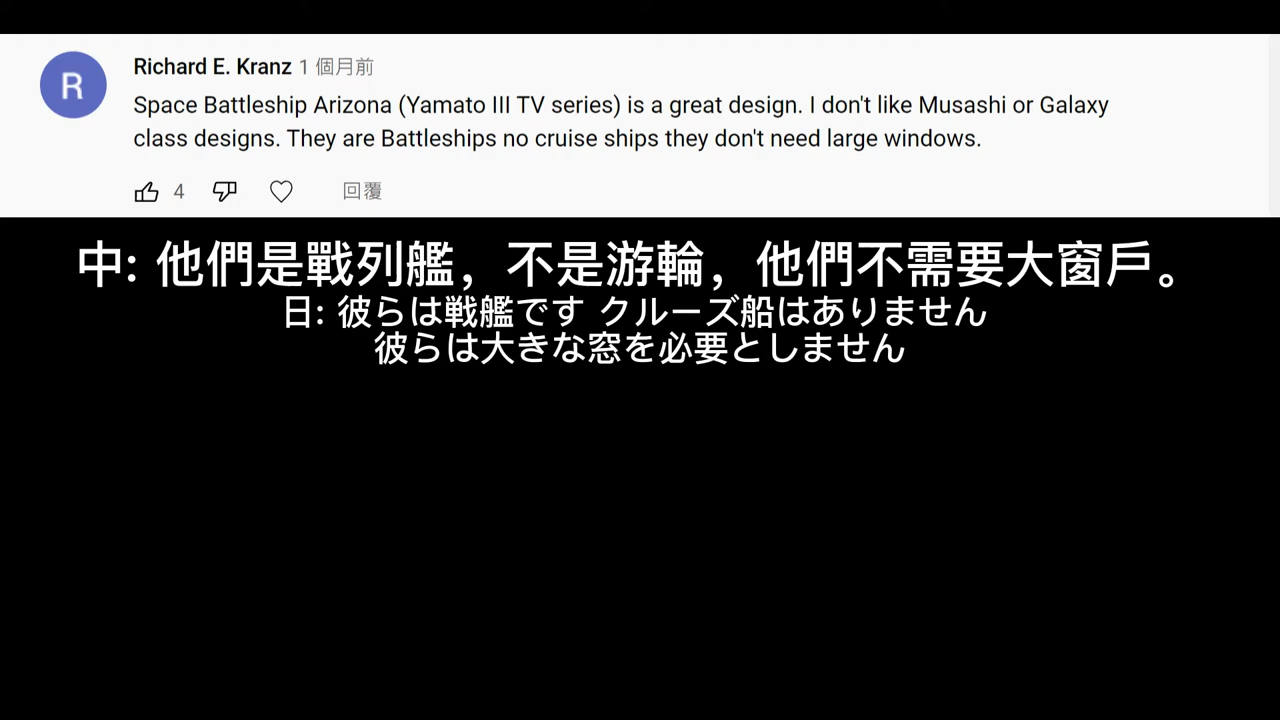 R
Richard E. Kranz 1 個月前
Space Battleship Arizona (Yamato III TV series) is a great design. I don't like Musashi or Galaxy
class designs. They are Battleships no cruise ships they don't need large windows.
4 回覆
中: 他們是戰列艦，不是游輪，他們不需要大窗戶。
日: 彼らは戦艦です クルーズ船はありません
彼らは大きな窓を必要としません